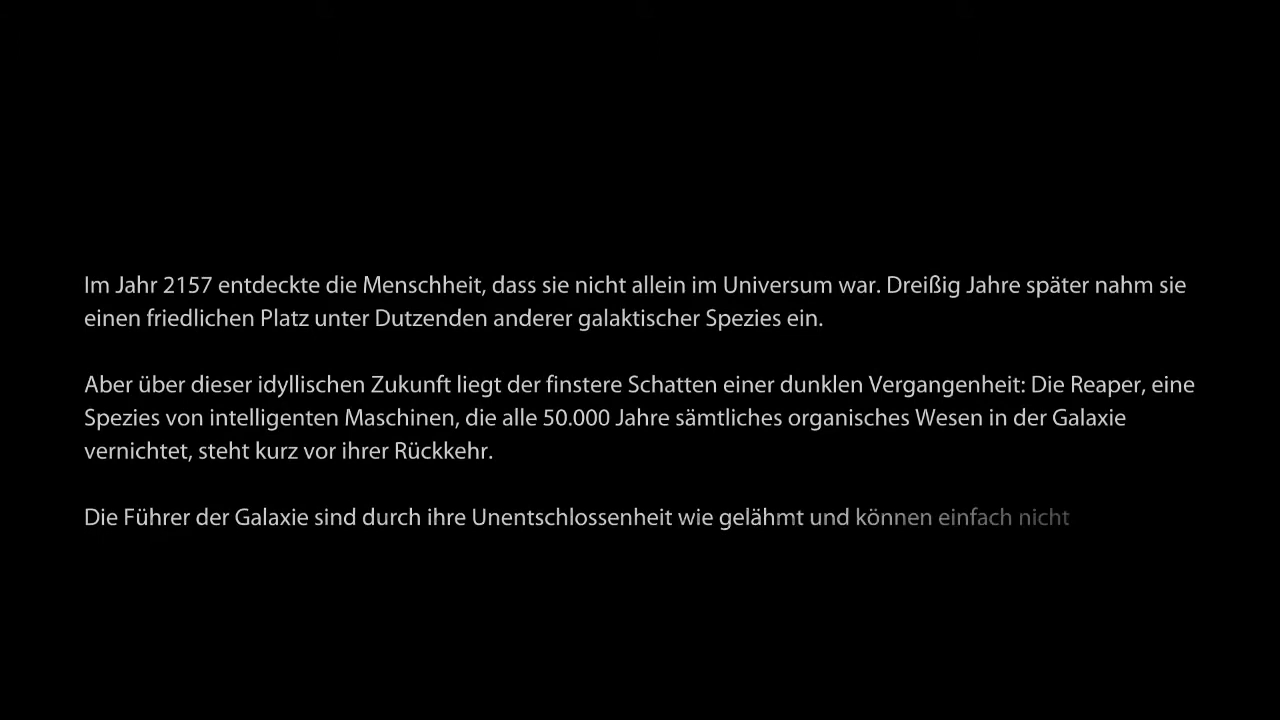 Im Jahr 2157 entdeckte die Menschheit, dass sie nicht allein im Universum war. Dreißig Jahre später nahm sie
einen friedlichen Platz unter Dutzenden anderer galaktischer Spezies ein.
Aber über dieser idyllischen Zukunft liegt der finstere Schatten einer dunklen Vergangenheit: Die Reaper, eine
Spezies von intelligenten Maschinen, die alle 50.000 Jahre sämtliches organisches Wesen in der Galaxie
vernichtet, steht kurz vor ihrer Rückkehr.
Die Führer der Galaxie sind durch ihre Unentschlossenheit wie gelähmt und können einfach nicht